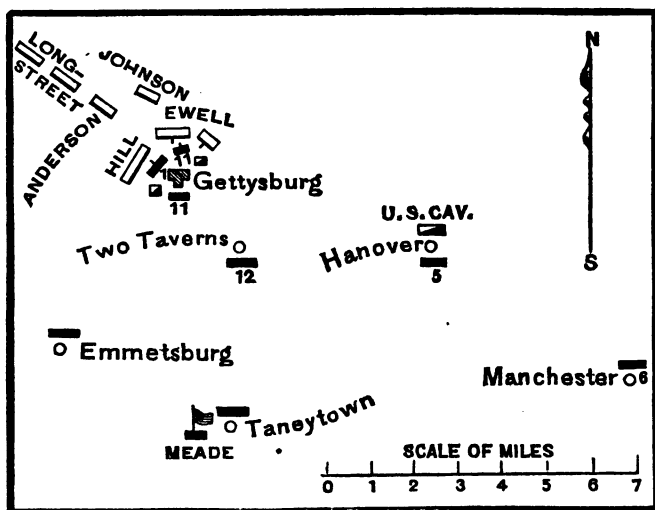 LONG-
STREET
JOHNSON
ANDERSON
EWELL
HILL
11
1
Gettysburg
11
N
S
U.S. CAV.
Two Taverns
12
Hanover
5
Emmetsburg
Manchester 6
Taneytown
MEADE
SCALE OF MILES
0 1 2 3 4 5 6 7